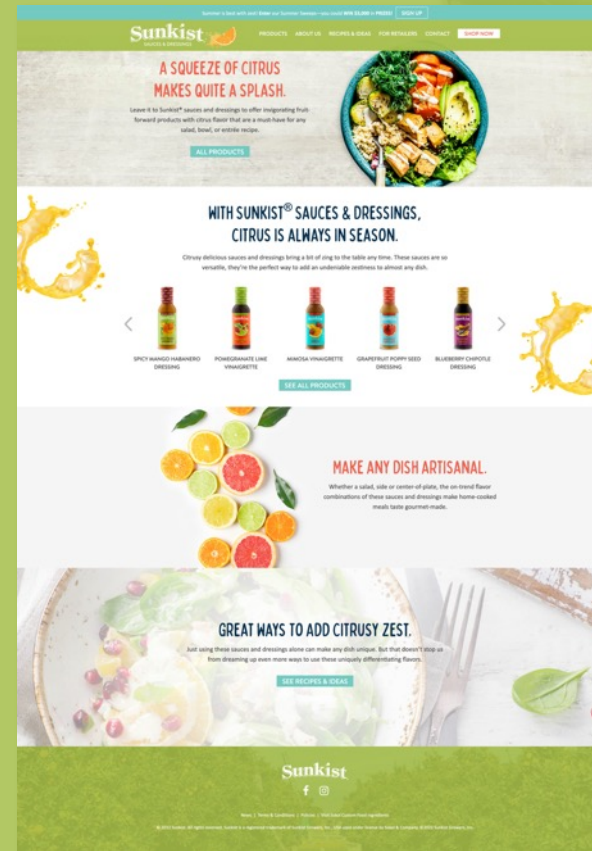 Summer is best with zest! Enter our Summer Sweeps—you could WIN $5,000 in PRIZES! SIGN UP
Sunkist
SAUCES & DRESSINGS
PRODUCTS ABOUT US RECIPES & IDEAS FOR RETAILERS CONTACT SHOP NOW
A SQUEEZE OF CITRUS
MAKES QUITE A SPLASH.
Leave it to Sunkist® sauces and dressings to offer invigorating fruit-
forward products with citrus flavor that are a must-have for any
salad, bowl, or entrée recipe.
ALL PRODUCTS
WITH SUNKIST® SAUCES & DRESSINGS,
CITRUS IS ALWAYS IN SEASON.
Citrusy delicious sauces and dressings bring a bit of zing to the table any time. These sauces are so
versatile, they're the perfect way to add an undeniable zestiness to almost any dish.
SPICY MANGO HABANERO
DRESSING
POMEGRANATE LIME
VINAIGRETTE
MIMOSA VINAIGRETTE
GRAPEFRUIT POPPY SEED
DRESSING
BLUEBERRY CHIPOTLE
DRESSING
SEE ALL PRODUCTS
MAKE ANY DISH ARTISANAL.
Whether a salad, side or center-of-plate, the on-trend flavor
combinations of these sauces and dressings make home-cooked
meals taste gourmet-made.
GREAT WAYS TO ADD CITRUSY ZEST.
Just using these sauces and dressings alone can make any dish unique. But that doesn't stop us
from dreaming up even more ways to use these uniquely differentiating flavors.
SEE RECIPES & IDEAS
Sunkist
News | Terms & Conditions | Policies |